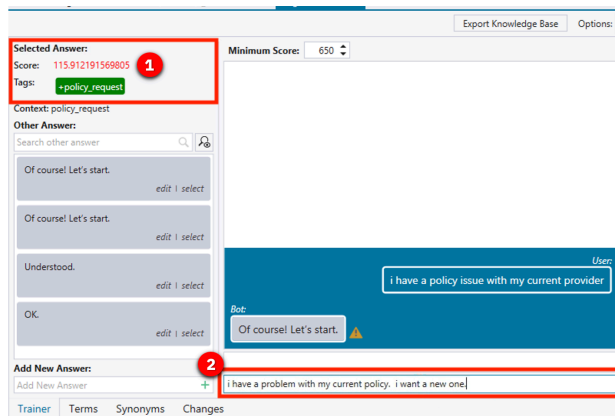 Export Knowledge Base Options:
Selected Answer:
Score: 115.912191569805
1
Tags: +policy_request
Context: policy_request
Other Answer:
Search other answer
Of course! Let's start.
edit | select
Of course! Let's start.
edit | select
Understood.
edit | select
OK.
edit | select
Add New Answer:
Add New Answer +
Minimum Score: 650
User:
i have a policy issue with my current provider
Bot:
Of course! Let's start.
2
i have a problem with my current policy. i want a new one.
Trainer Terms Synonyms Changes